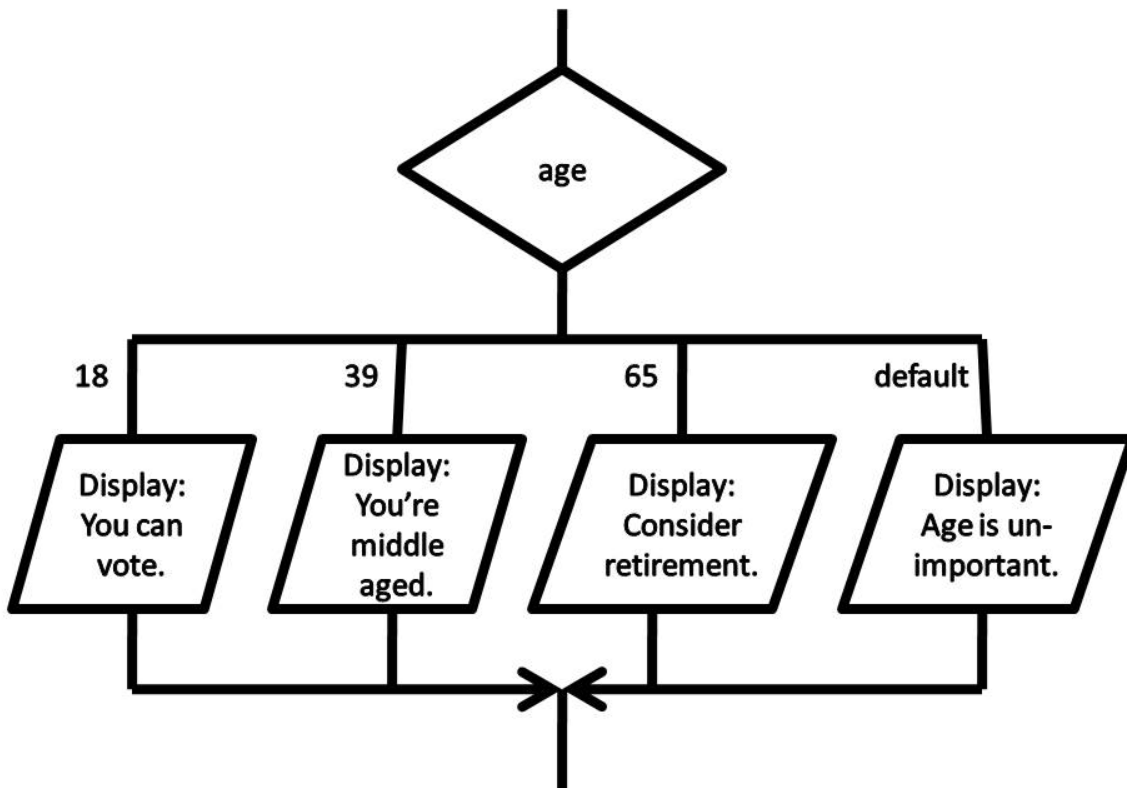 age
18
39
65
default
Display:
You can
vote.
Display:
You're
middle
aged.
Display:
Consider
retirement.
Display:
Age is un-
important.